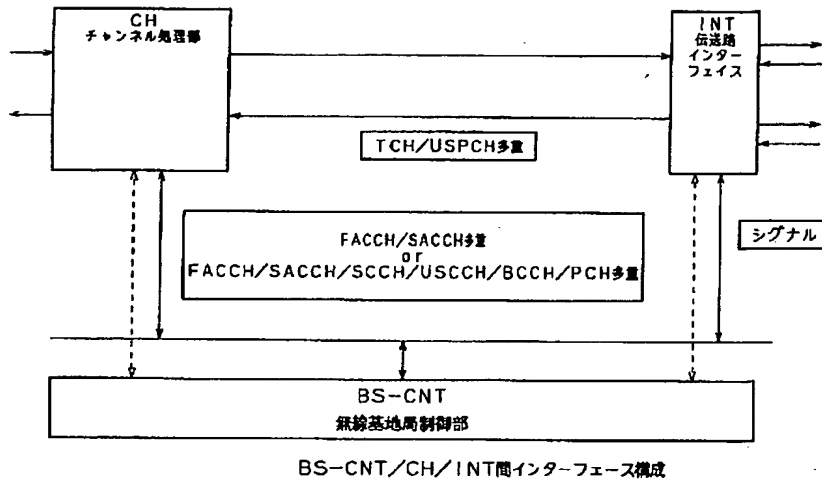 CH
チャンネル処理部
INT
伝送路
インター
フェイス
TCH/USPCH多重
FACCH/SACCH多重
or
FACCH/SACCH/SCCH/USCCH/BCCH/PCH多重
シグナル
BS-CNT
無線基地局制御部
BS-CNT/CH/INT間インターフェース構成